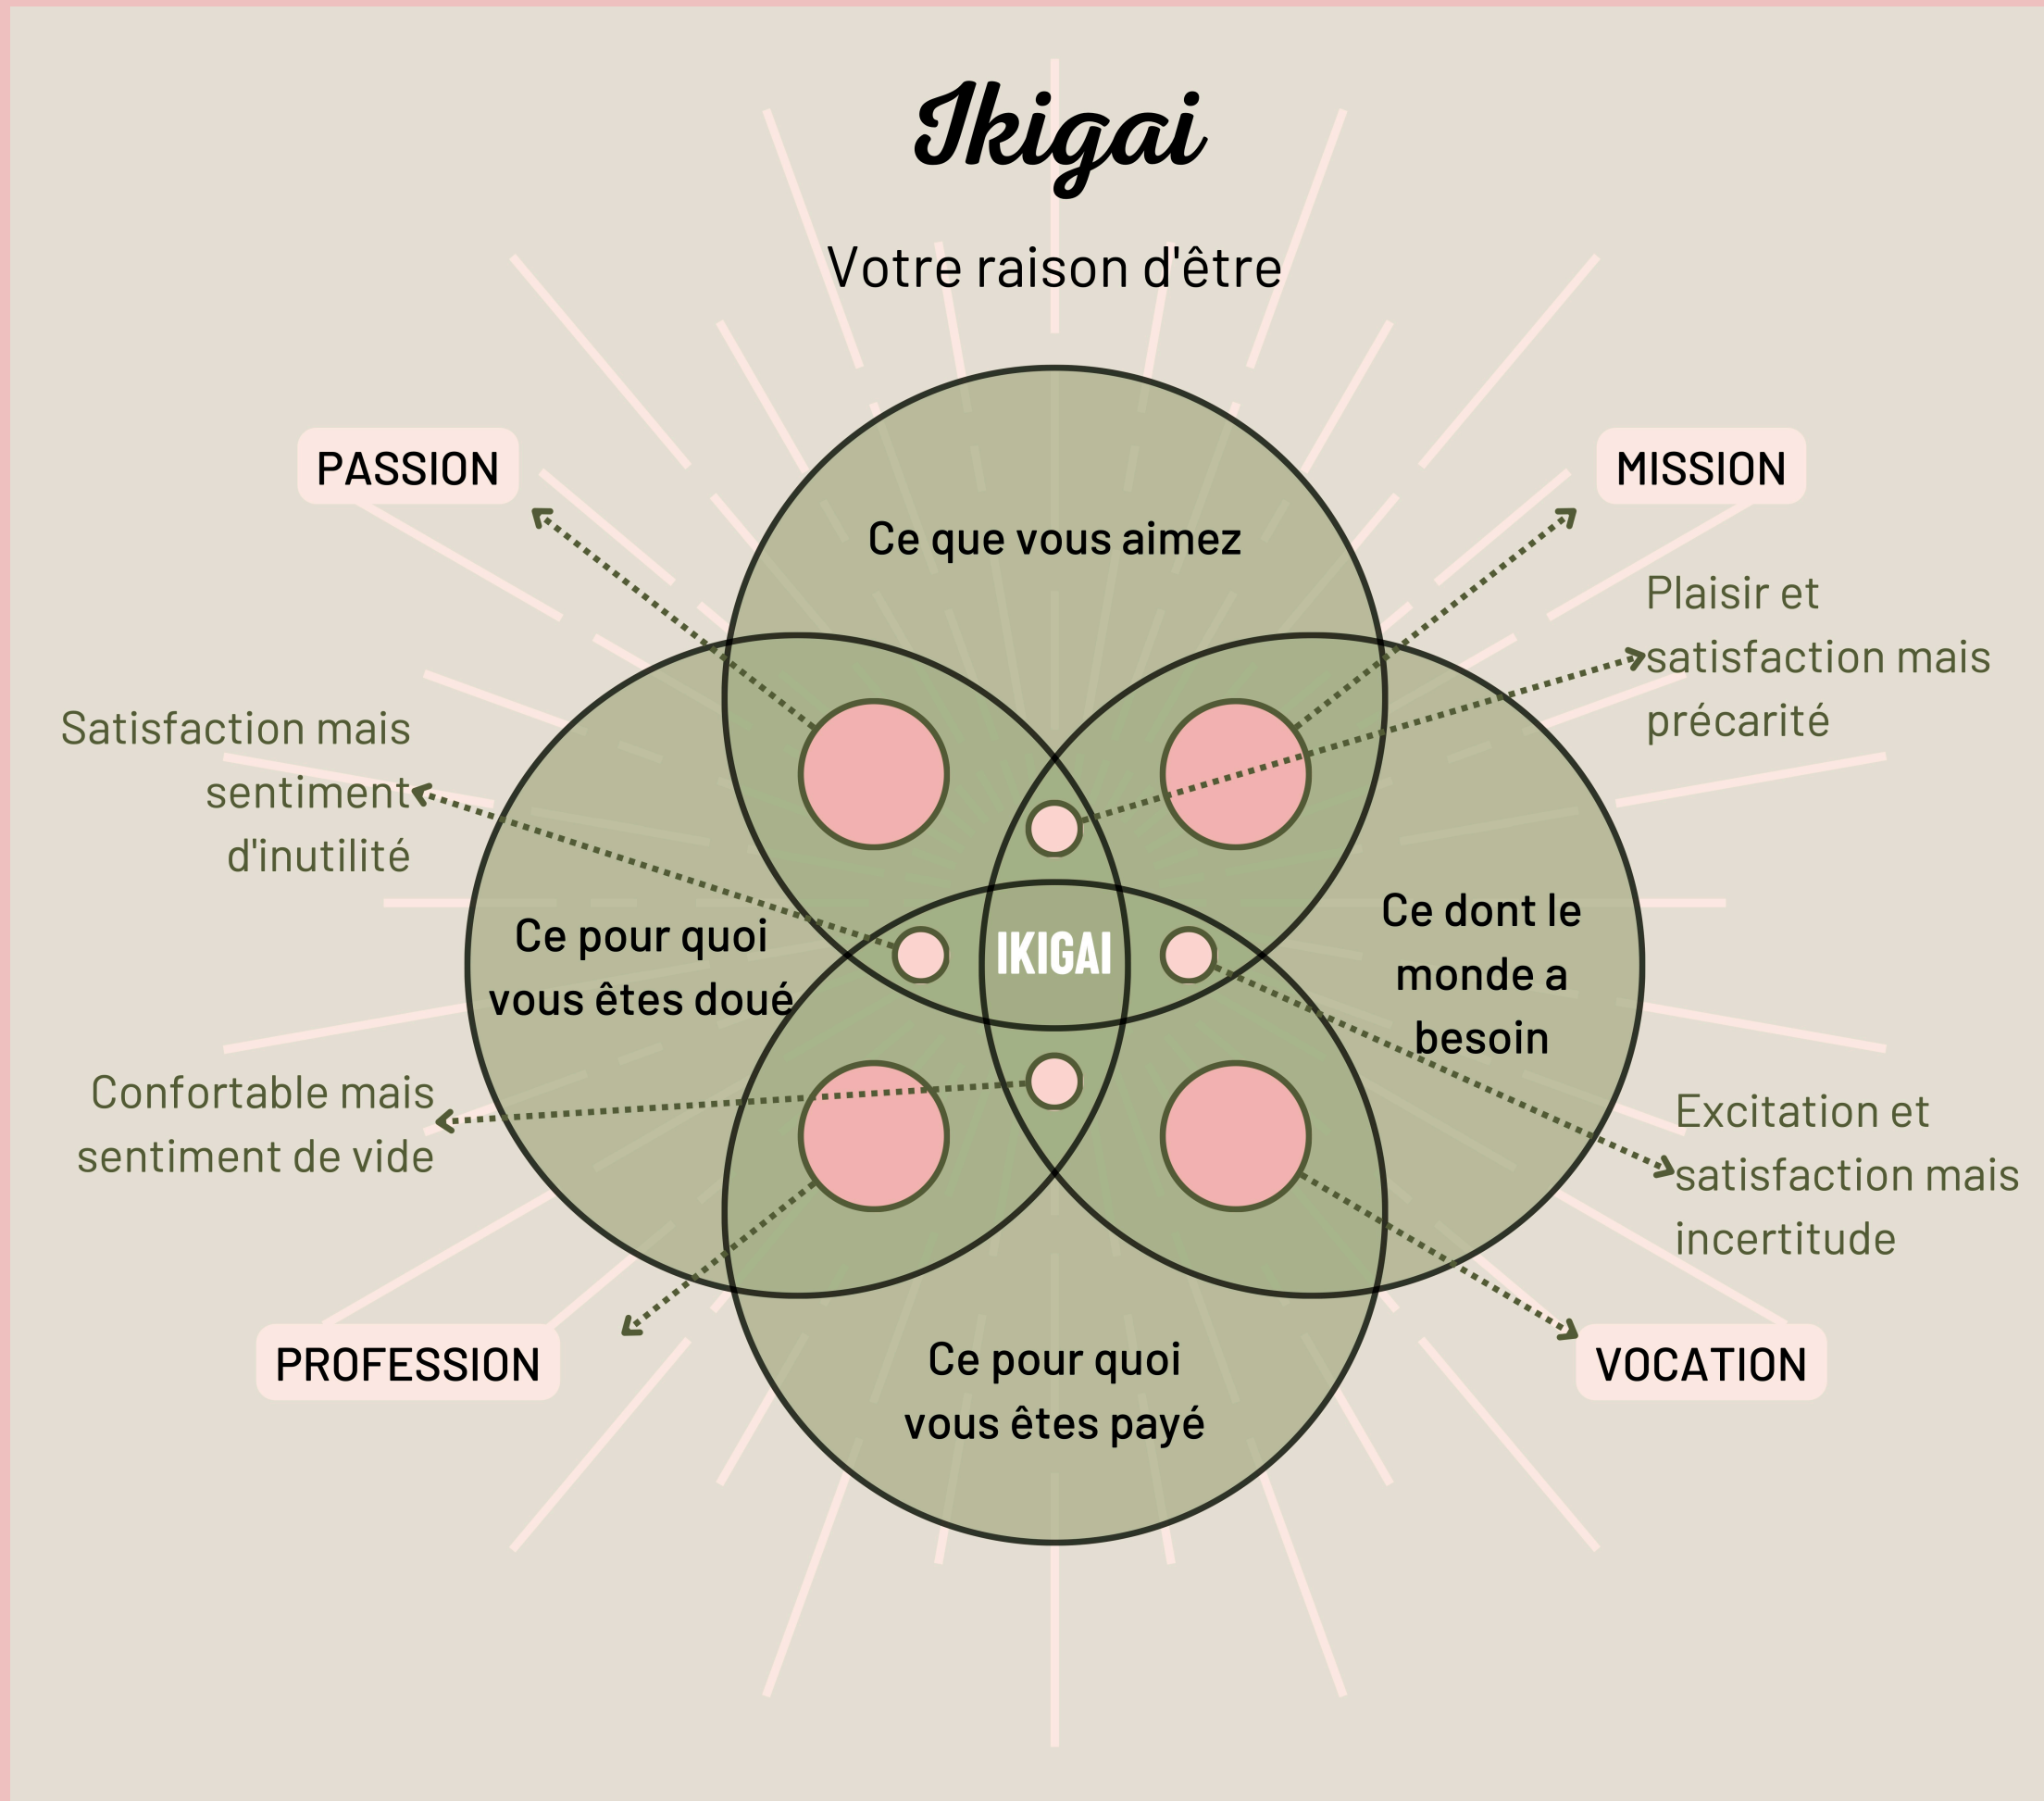 Ikigai
Votre raison d'être
PASSION
MISSION
Ce que vous aimez
Plaisir et
satisfaction mais
précarité
Satisfaction mais
sentiment
d'inutilité
Ce pour quoi
vous êtes doué
IKIGAI
Ce dont le
monde a
besoin
Confortable mais
sentiment de vide
Excitation et
satisfaction mais
incertitude
PROFESSION
Ce pour quoi
vous êtes payé
VOCATION